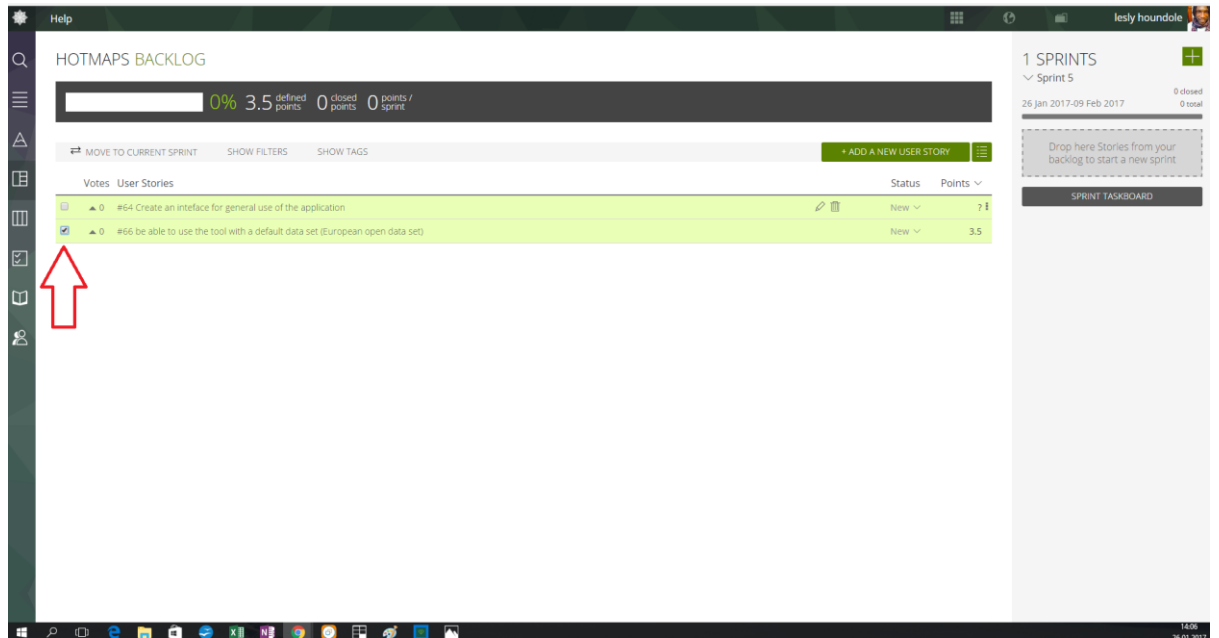 Help
lesly houndole
HOTMAPS BACKLOG
0% 3.5 defined points 0 closed points 0 points / sprint
MOVE TO CURRENT SPRINT SHOW FILTERS SHOW TAGS + ADD A NEW USER STORY
Votes User Stories Status Points
0 #64 Create an inteface for general use of the application New ?
0 #66 be able to use the tool with a default data set (European open data set) New 3.5
1 SPRINTS
Sprint 5
0 closed
26 Jan 2017-09 Feb 2017 0 total
Drop here Stories from your
backlog to start a new sprint
SPRINT TASKBOARD
14:06
26.01.2017